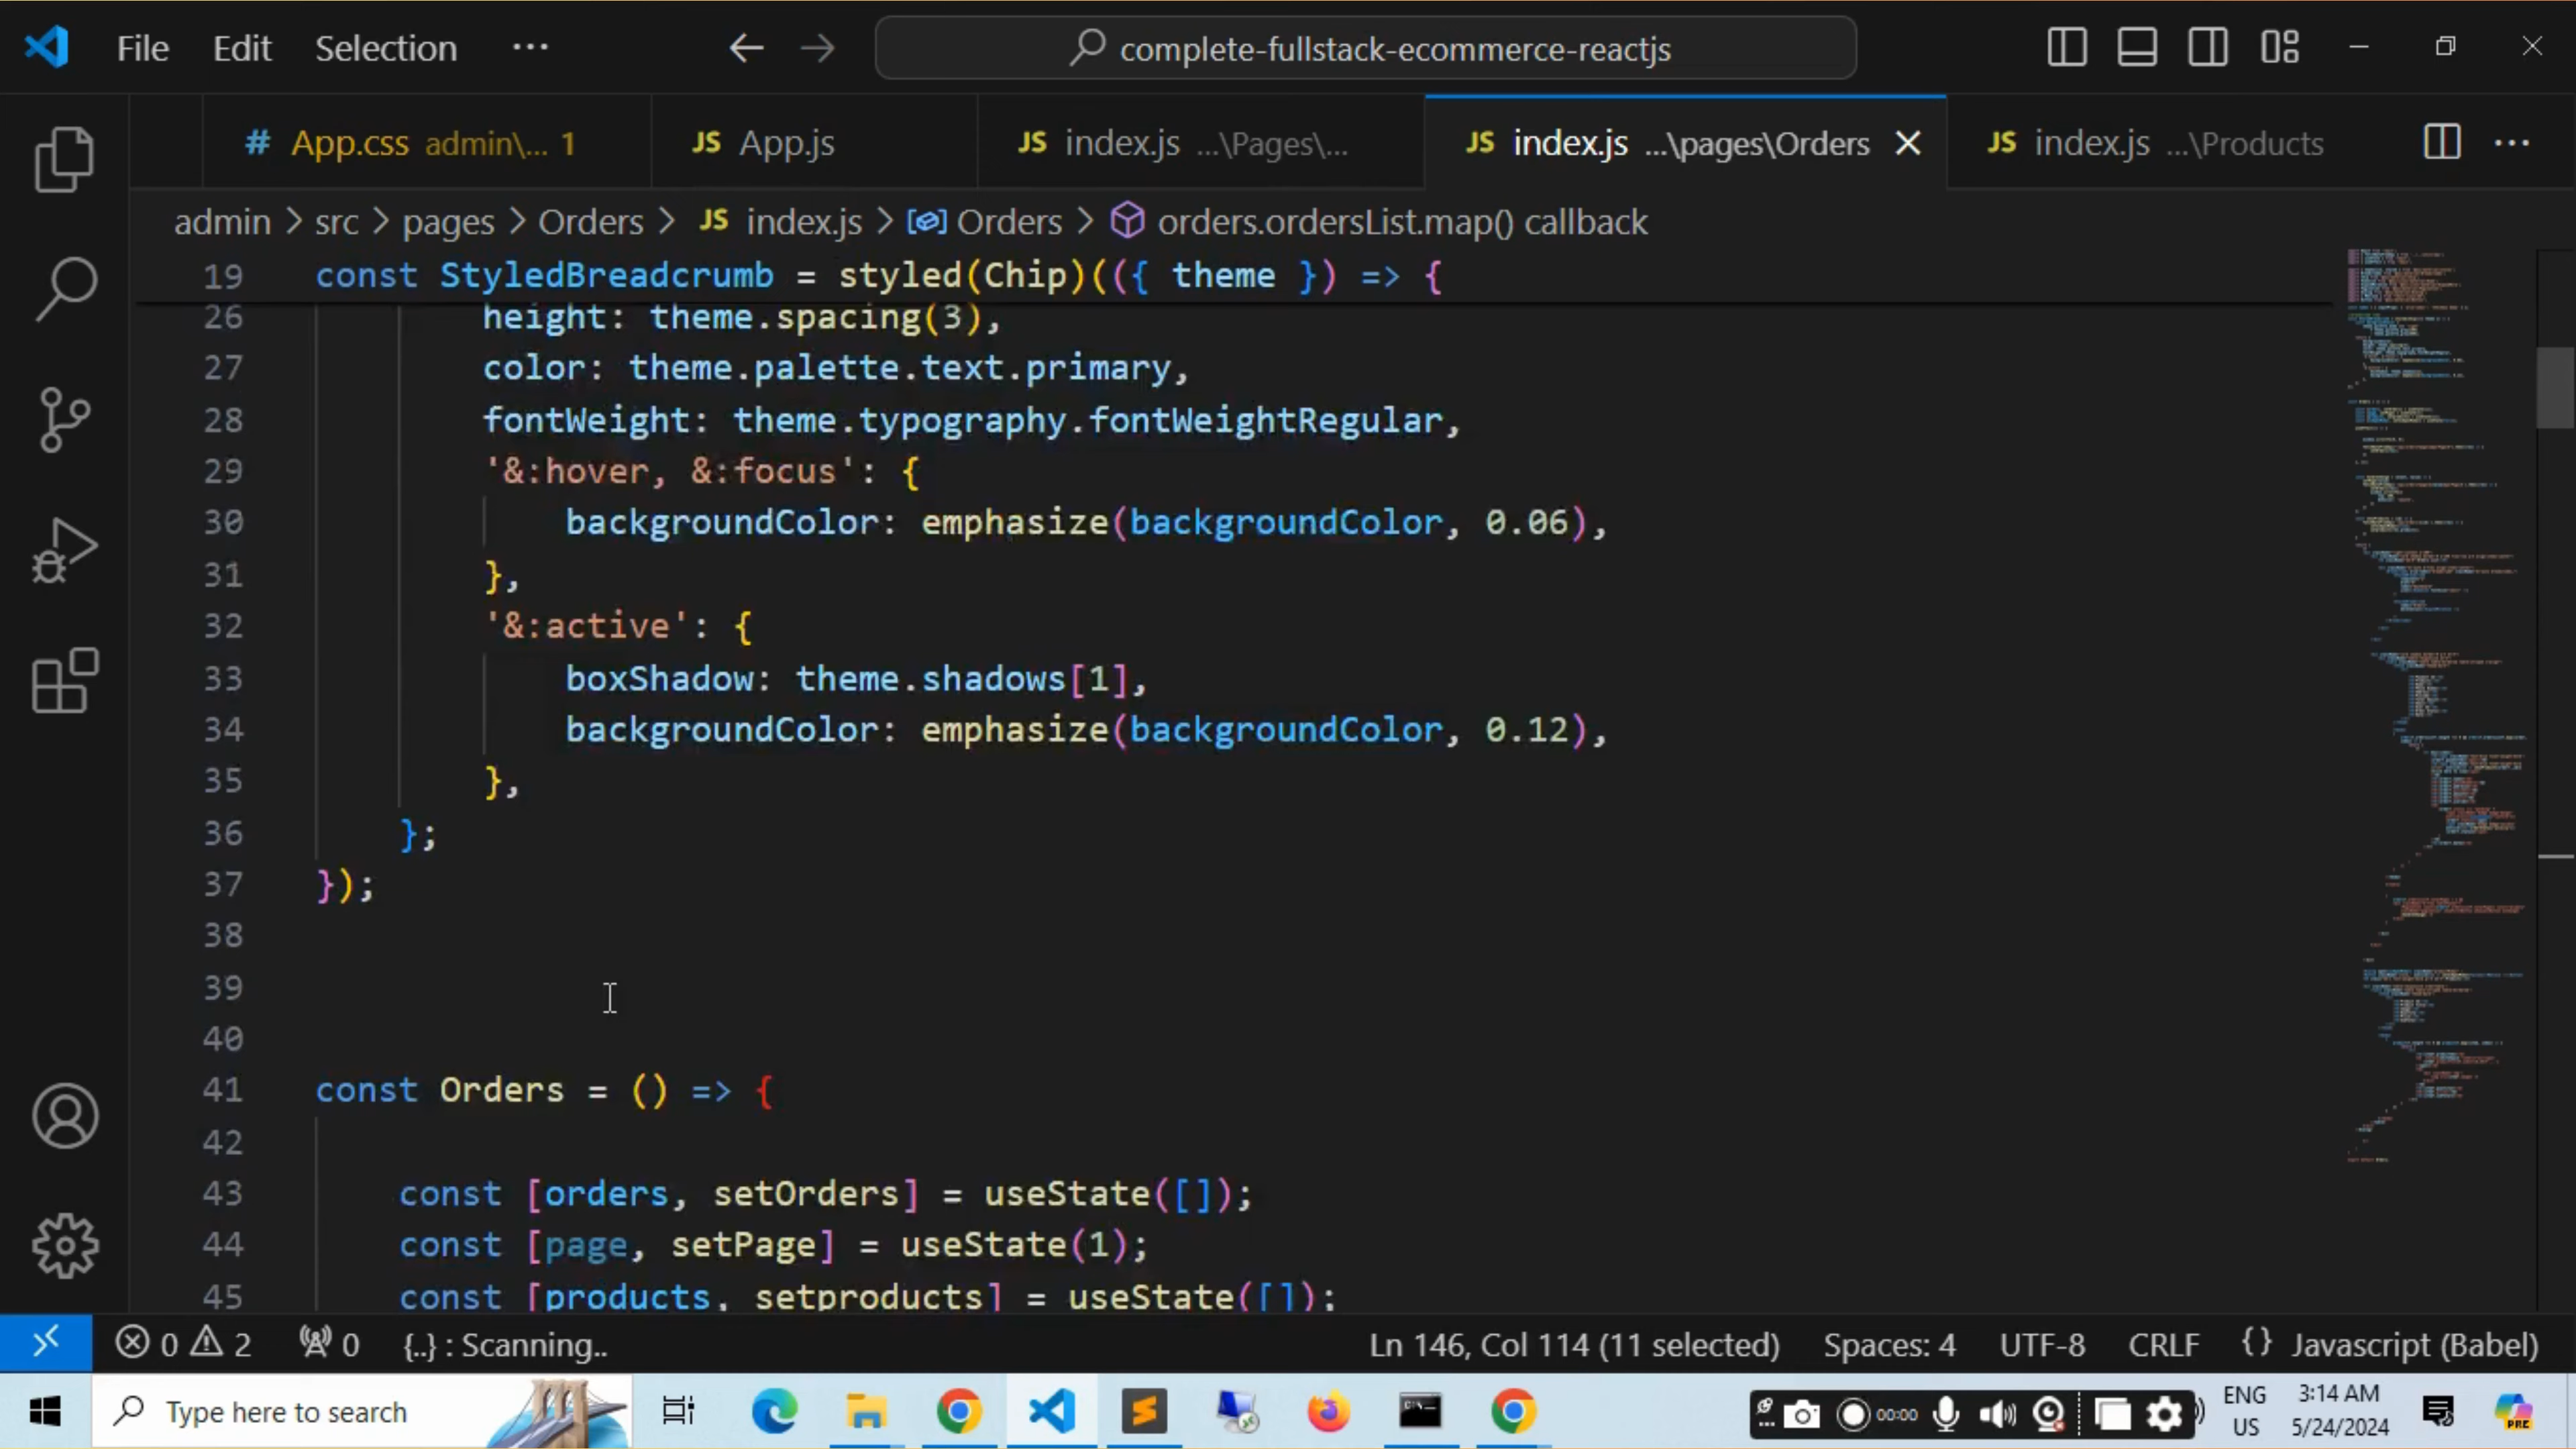 File Edit Selection ··· complete-fullstack-ecommerce-reactjs
# App.css admin\... 1 JS App.js JS index.js ...\Pages\... JS index.js ...\pages\Orders JS index.js ...\Products ···
admin > src > pages > Orders > JS index.js > Orders > orders.ordersList.map() callback
19 const StyledBreadcrumb = styled(Chip)(({ theme }) => {
26 height: theme.spacing(3),
27 color: theme.palette.text.primary,
28 fontWeight: theme.typography.fontWeightRegular,
29 '&:hover, &:focus': {
30 backgroundColor: emphasize(backgroundColor, 0.06),
31 },
32 '&:active': {
33 boxShadow: theme.shadows[1],
34 backgroundColor: emphasize(backgroundColor, 0.12),
35 },
36 };
37 });
38
39
40
41 const Orders = () => {
42
43 const [orders, setOrders] = useState([]);
44 const [page, setPage] = useState(1);
45 const [products, setproducts] = useState([]);
0 2 0 {..} : Scanning.. Ln 146, Col 114 (11 selected) Spaces: 4 UTF-8 CRLF {} Javascript (Babel)
Type here to search 00:00 ENG 3:14 AM
US 5/24/2024 PRE